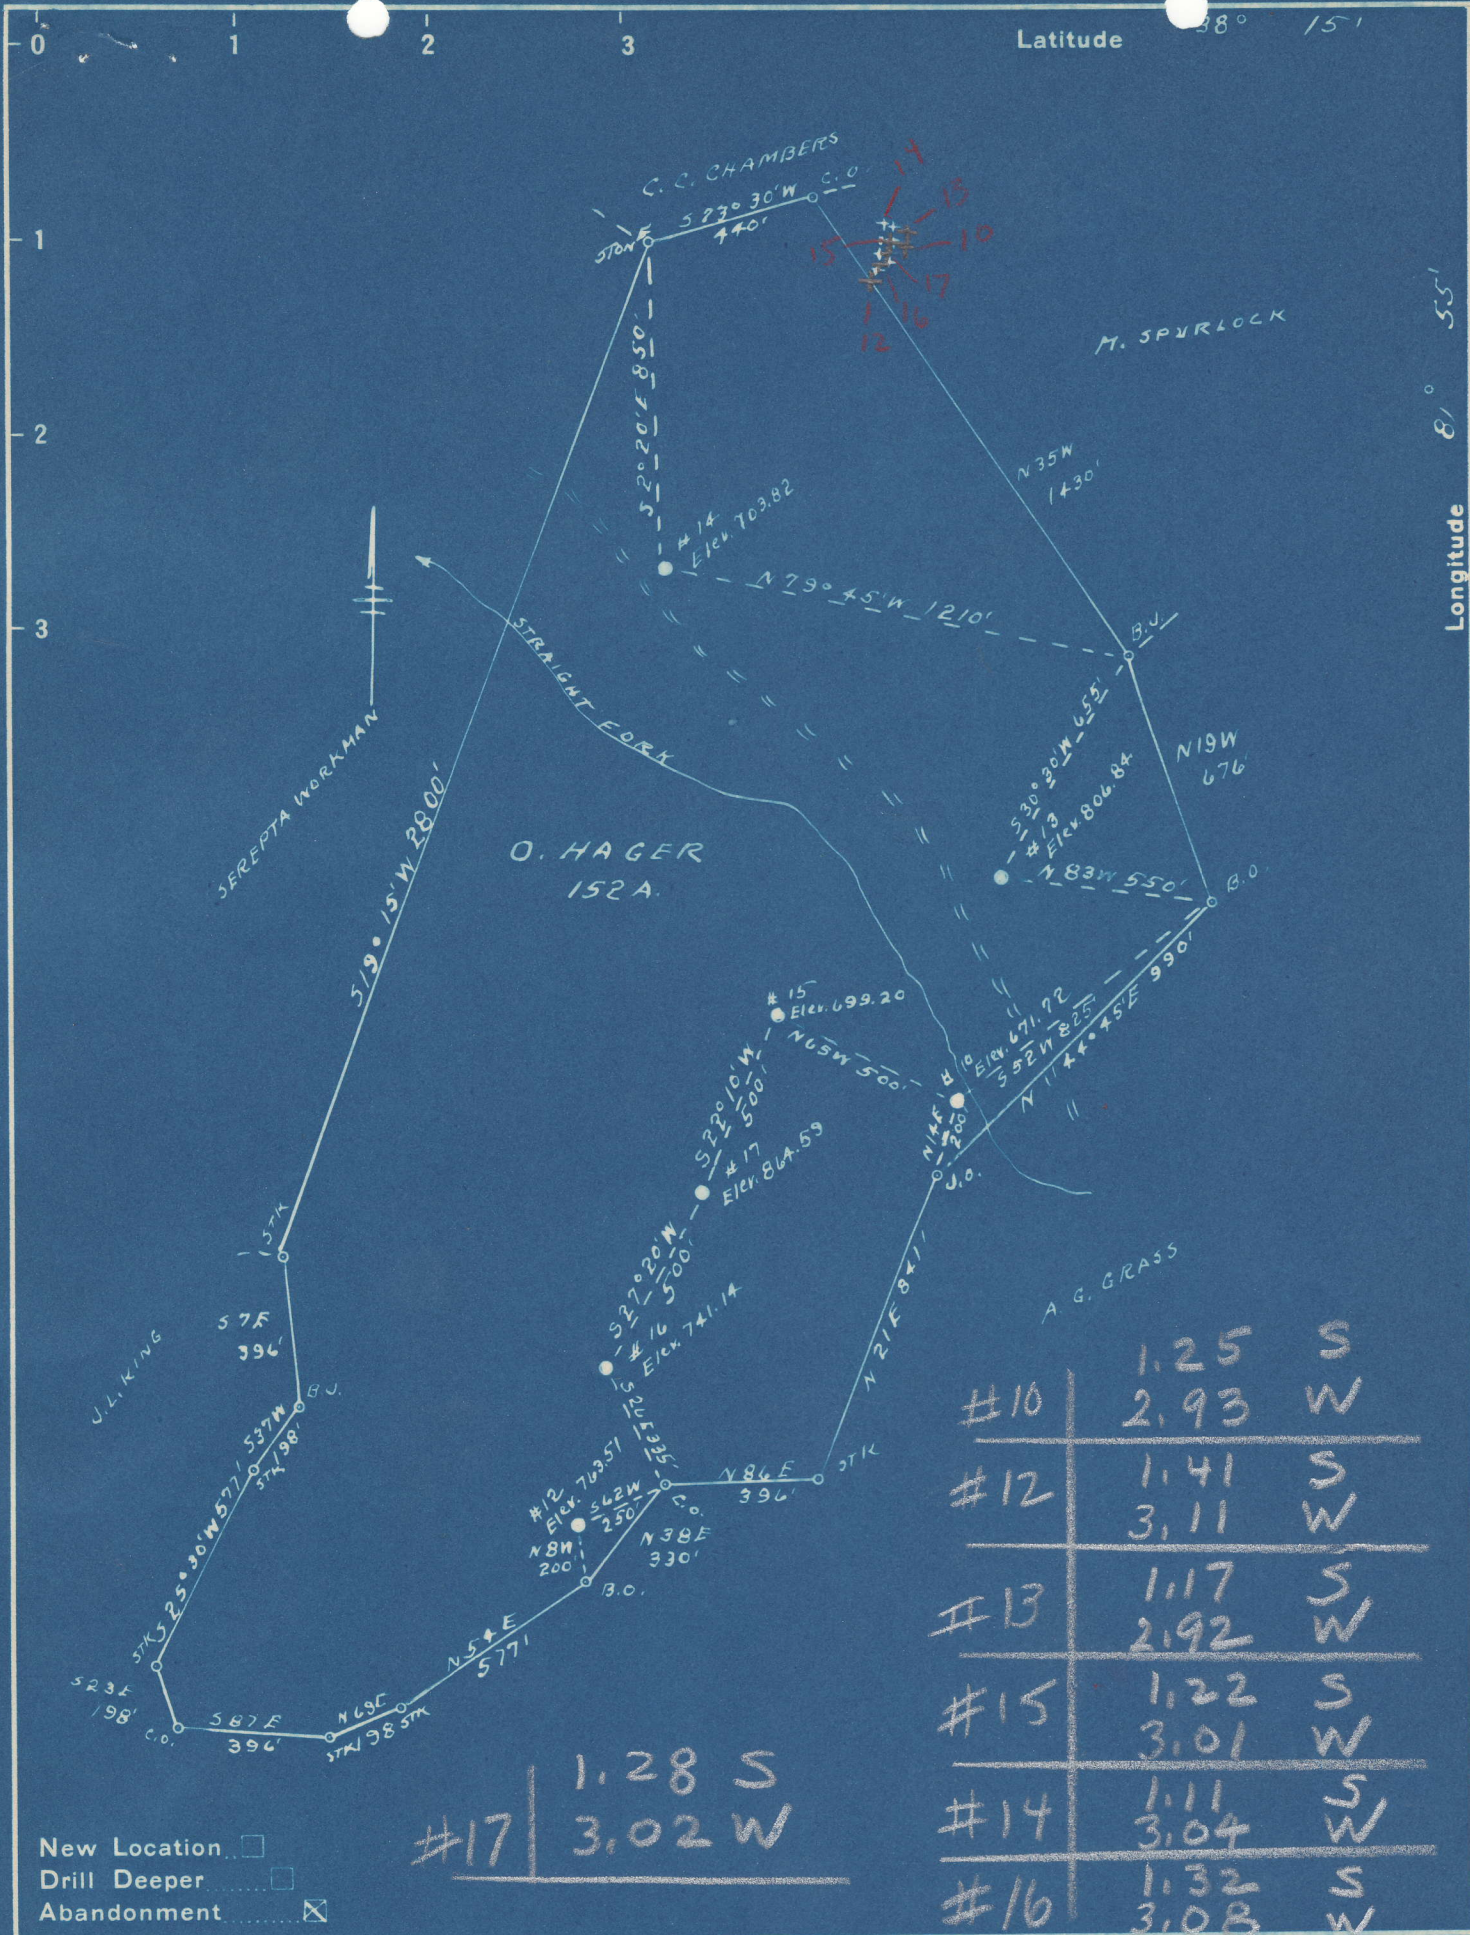 0 1 2 3
Latitude 38° 15'
1
2
3
Longitude 81° 55'
C. C. CHAMBERS
C.O.
S 73° 30' W
440'
STONE
14
13
15
10
17
16
12
M. SPURLOCK
S 2° 20' E 850'
N 35 W
1430'
#14
Elev. 703.82
N 79° 45' W 1210'
B.J.
STRAIGHT FORK
S 30° 30' W 655'
N 19 W
676'
#13
Elev. 806.84
N 83 W 550'
B.O.
SEREPTA WORKMAN
S 19° 15' W 2800'
O. HAGER
152 A.
#15
Elev. 699.20
N 65 W 500'
#10
Elev. 671.72
S 52 W 825'
N 44° 45' E 990'
N 14 E
200'
J.O.
S 22° 10' W
500'
#17
Elev. 864.59
STK
S 27° 20' W
500'
#16
Elev. 741.14
N 21 E 841'
A. G. GRASS
S 7 E
396'
J. L. KING
B.J.
S 37 W
198'
STK
S 26 E 335'
N 86 E
396'
STK
C.O.
#12
Elev. 763.51
S 62 W
250'
N 8 W
200'
N 38 E
330'
B.O.
S 25° 30' W 577'
STK
S 23 E
198'
C.O.
S 87 E
396'
STK
N 69 E
198
STK
N 54 E
577'
#10 1.25 S
2.93 W
#12 1.41 S
3.11 W
#13 1.17 S
2.92 W
#15 1.22 S
3.01 W
#14 1.11 S
3.04 W
#16 1.32 S
3.08 W
#17 1.28 S
3.02 W
New Location
Drill Deeper
Abandonment